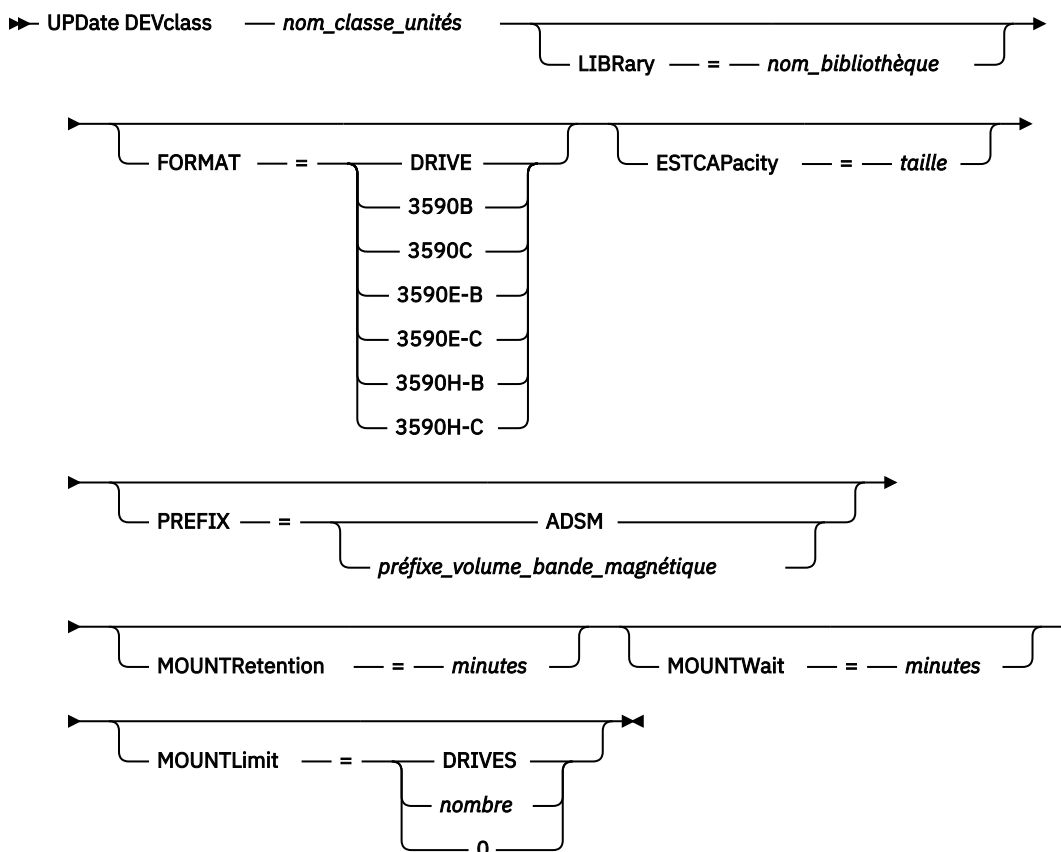 UPDate DEVclass — nom_classe_unités
LIBRary — = — nom_bibliothèque
FORMAT — = — DRIVE
3590B
3590C
3590E-B
3590E-C
3590H-B
3590H-C
ESTCAPacity — = — taille
PREFIX — = — ADSM
préfixe_volume_bande_magnétique
MOUNTRetention — = — minutes
MOUNTWait — = — minutes
MOUNTLimit — = — DRIVES
nombre
0